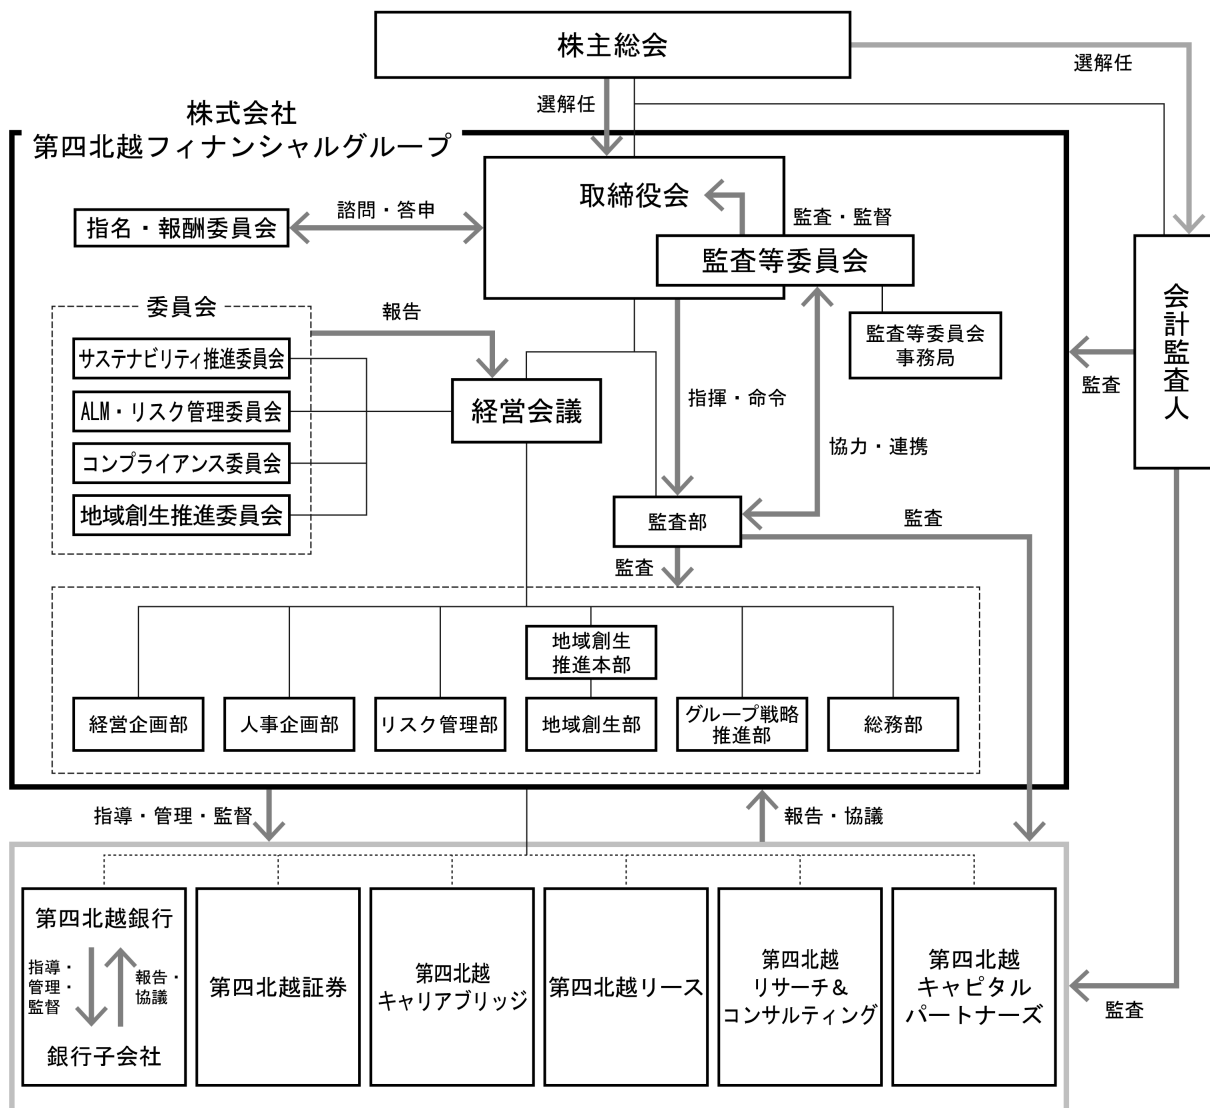 株主総会
選解任
選解任
株式会社
第四北越フィナンシャルグループ
取締役会
指名・報酬委員会
諮問・答申
監査・監督
監査等委員会
委員会
報告
監査等委員会
事務局
会計監査人
サステナビリティ推進委員会
ALM・リスク管理委員会
コンプライアンス委員会
地域創生推進委員会
経営会議
指揮・命令
協力・連携
監査
監査部
監査
監査
地域創生
推進本部
経営企画部
人事企画部
リスク管理部
地域創生部
グループ戦略
推進部
総務部
指導・管理・監督
報告・協議
第四北越銀行
指導・
管理・
監督
報告・
協議
銀行子会社
第四北越証券
第四北越
キャリアブリッジ
第四北越リース
第四北越
リサーチ&
コンサルティング
第四北越
キャピタル
パートナーズ
監査